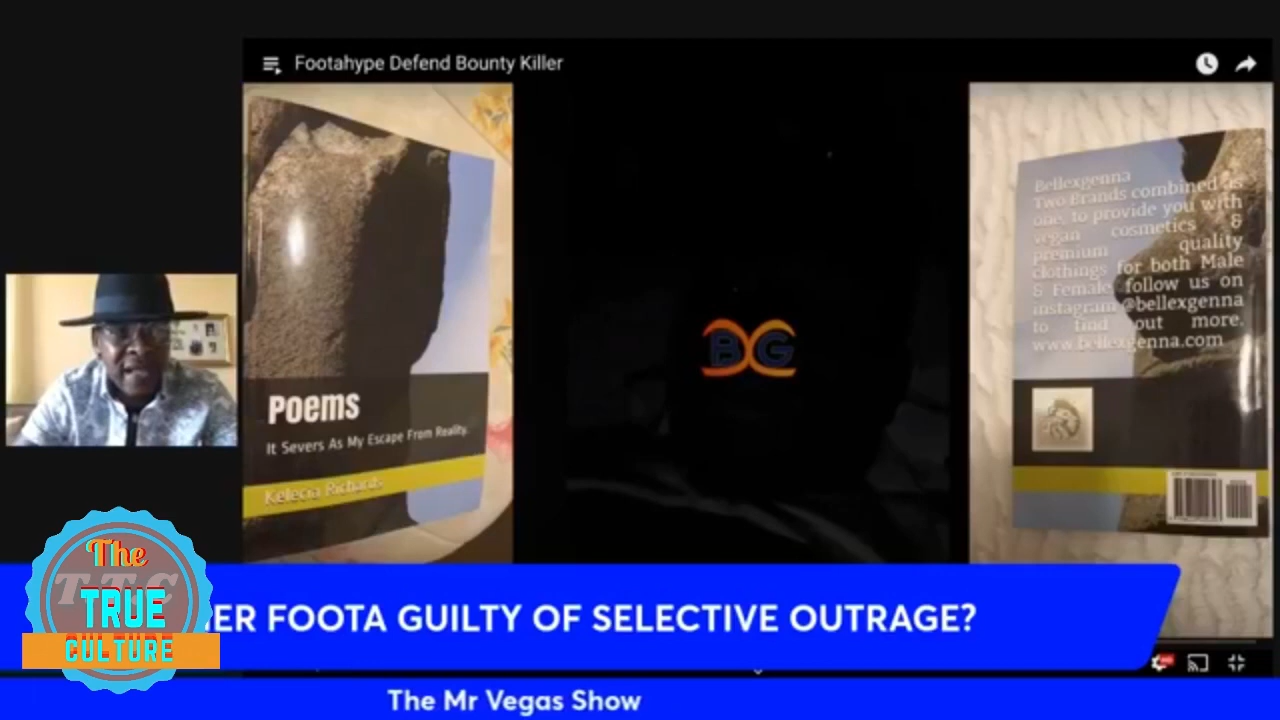 Footahype Defend Bounty Killer
Poems
It Severs As My Escape From Reality.
Kelecia Richards
BG
Bellexgenna
Two Brands combined as
one, to provide you with
vegan cosmetics &
premium quality
clothings for both Male
& Female, follow us on
instagram @bellexgenna
to find out more.
www.bellexgenna.com
The
TTC
TRUE
CULTURE
ER FOOTA GUILTY OF SELECTIVE OUTRAGE?
The Mr Vegas Show